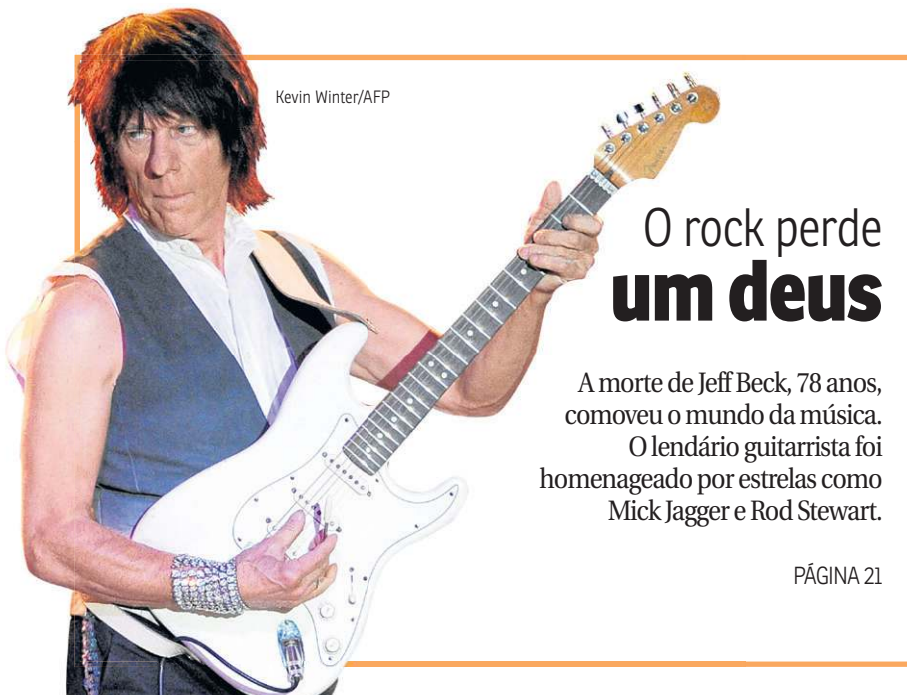 Kevin Winter/AFP
O rock perde
um deus
A morte de Jeff Beck, 78 anos,
comoveu o mundo da música.
O lendário guitarrista foi
homenageado por estrelas como
Mick Jagger e Rod Stewart.
PÁGINA 21
Fender